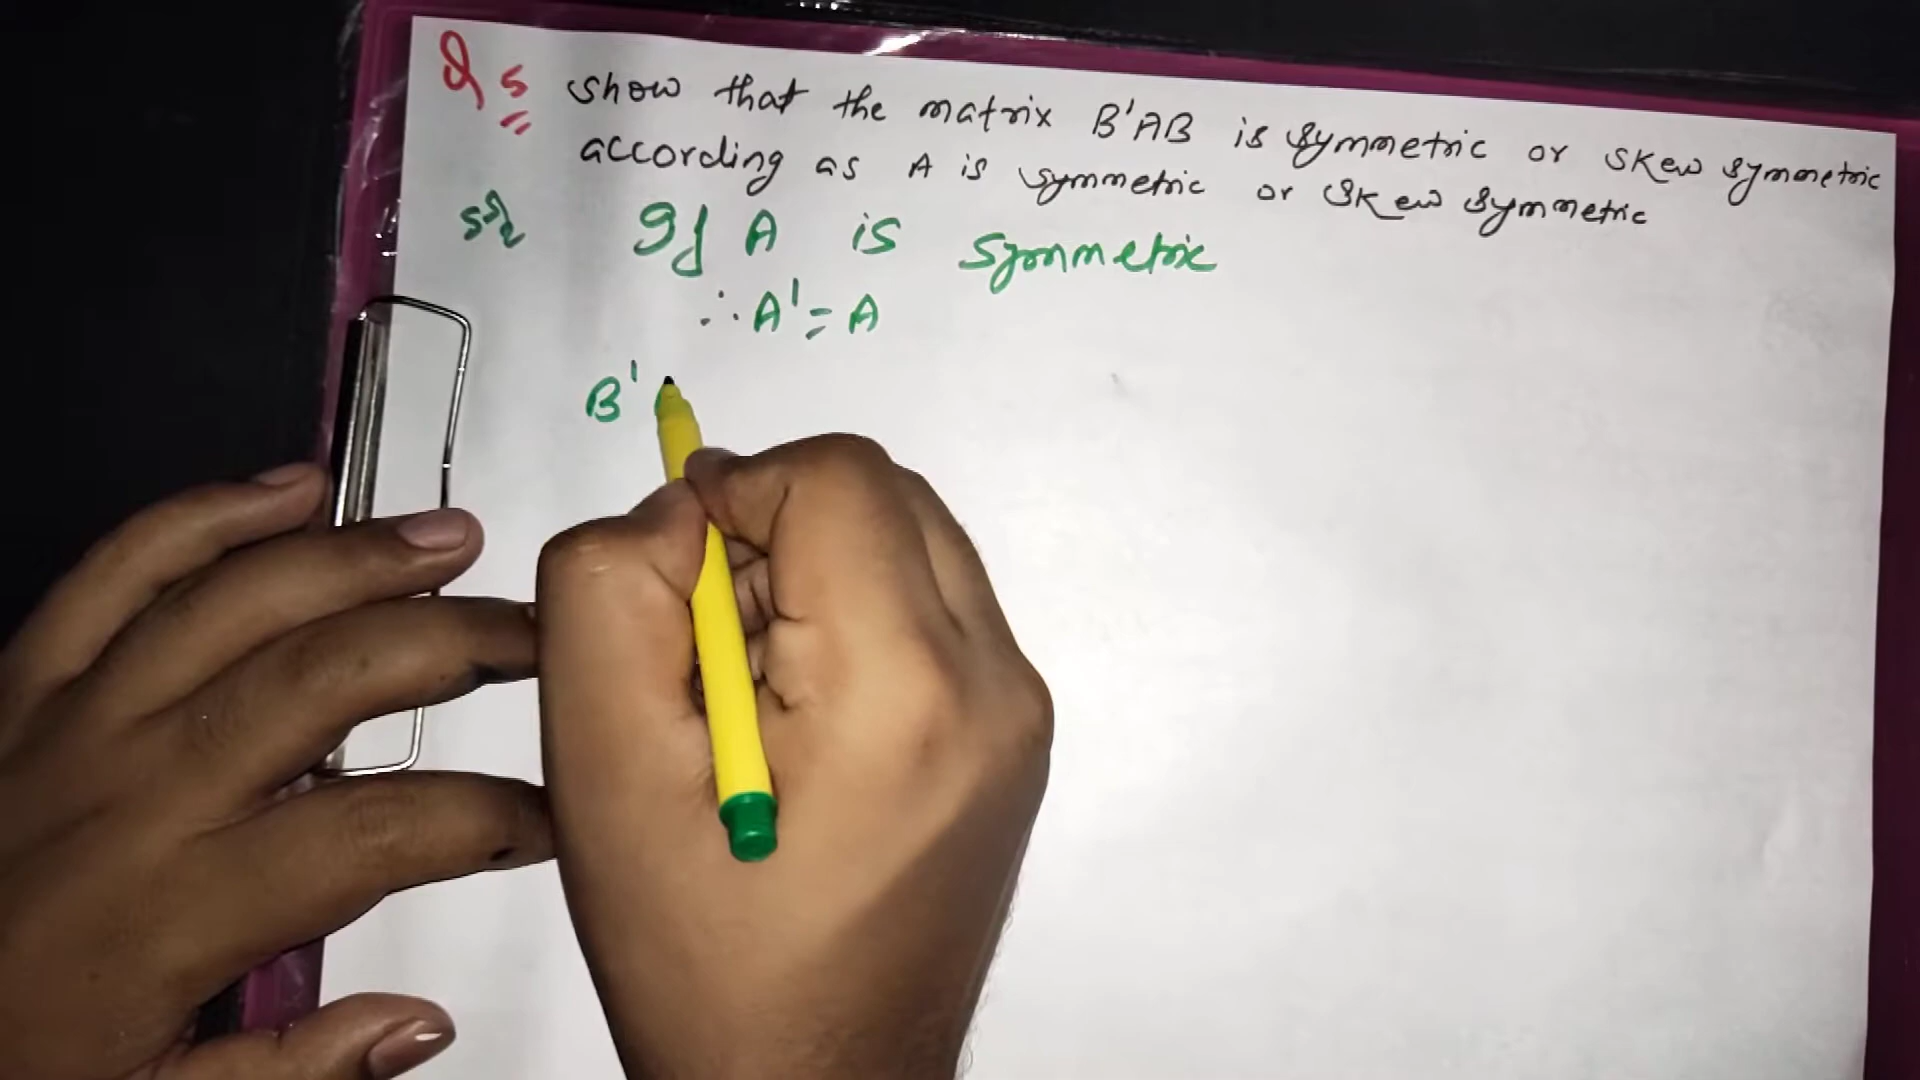 Q 5 Show that the matrix B'AB is symmetric or skew symmetric
according as A is symmetric or skew symmetric
Sol If A is symmetric
∴ A' = A
B'